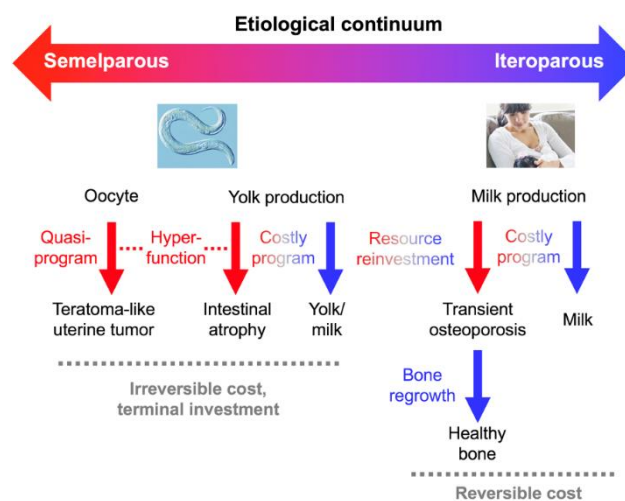 Etiological continuum
Semelparous
Iteroparous
Oocyte
Yolk production
Milk production
Quasi-
program
Hyper-
function
Costly
program
Resource
reinvestment
Costly
program
Teratoma-like
uterine tumor
Intestinal
atrophy
Yolk/
milk
Transient
osteoporosis
Milk
Irreversible cost,
terminal investment
Bone
regrowth
Healthy
bone
Reversible cost